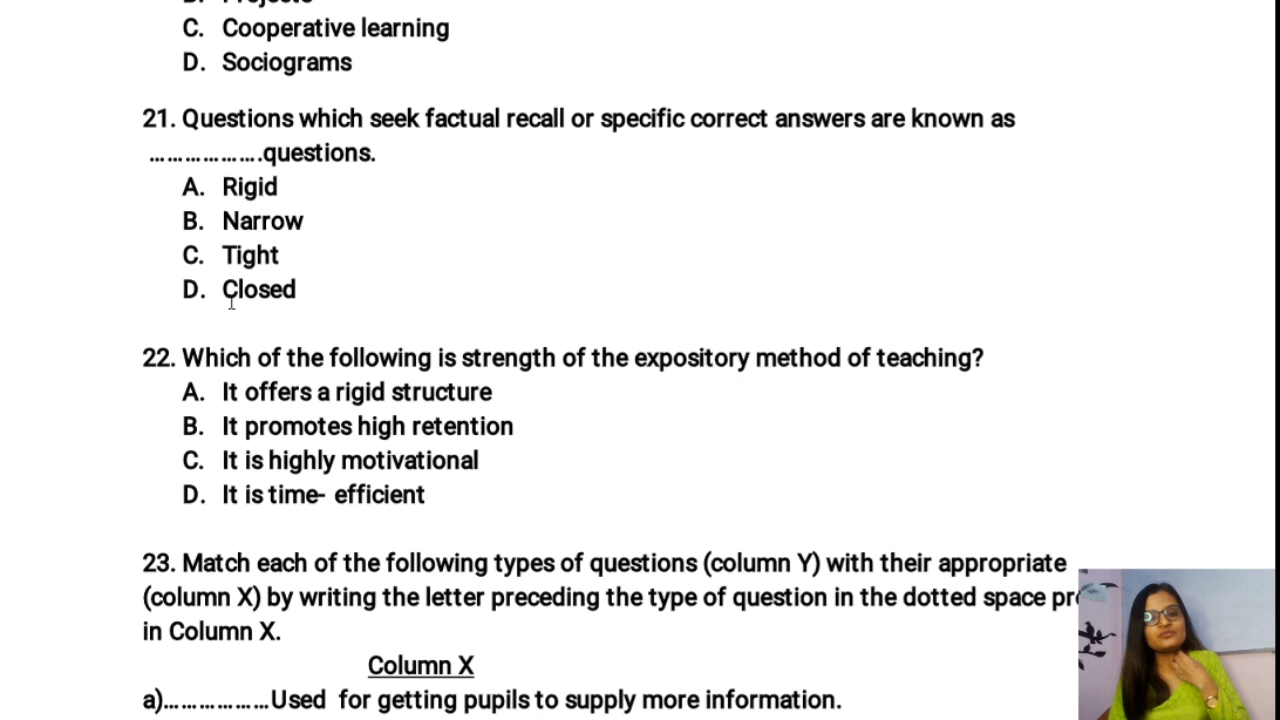 C. Cooperative learning
D. Sociograms
21. Questions which seek factual recall or specific correct answers are known as
……………….questions.
A. Rigid
B. Narrow
C. Tight
D. Closed
22. Which of the following is strength of the expository method of teaching?
A. It offers a rigid structure
B. It promotes high retention
C. It is highly motivational
D. It is time- efficient
23. Match each of the following types of questions (column Y) with their appropriate
(column X) by writing the letter preceding the type of question in the dotted space
in Column X.
Column X
a)………………Used for getting pupils to supply more information.